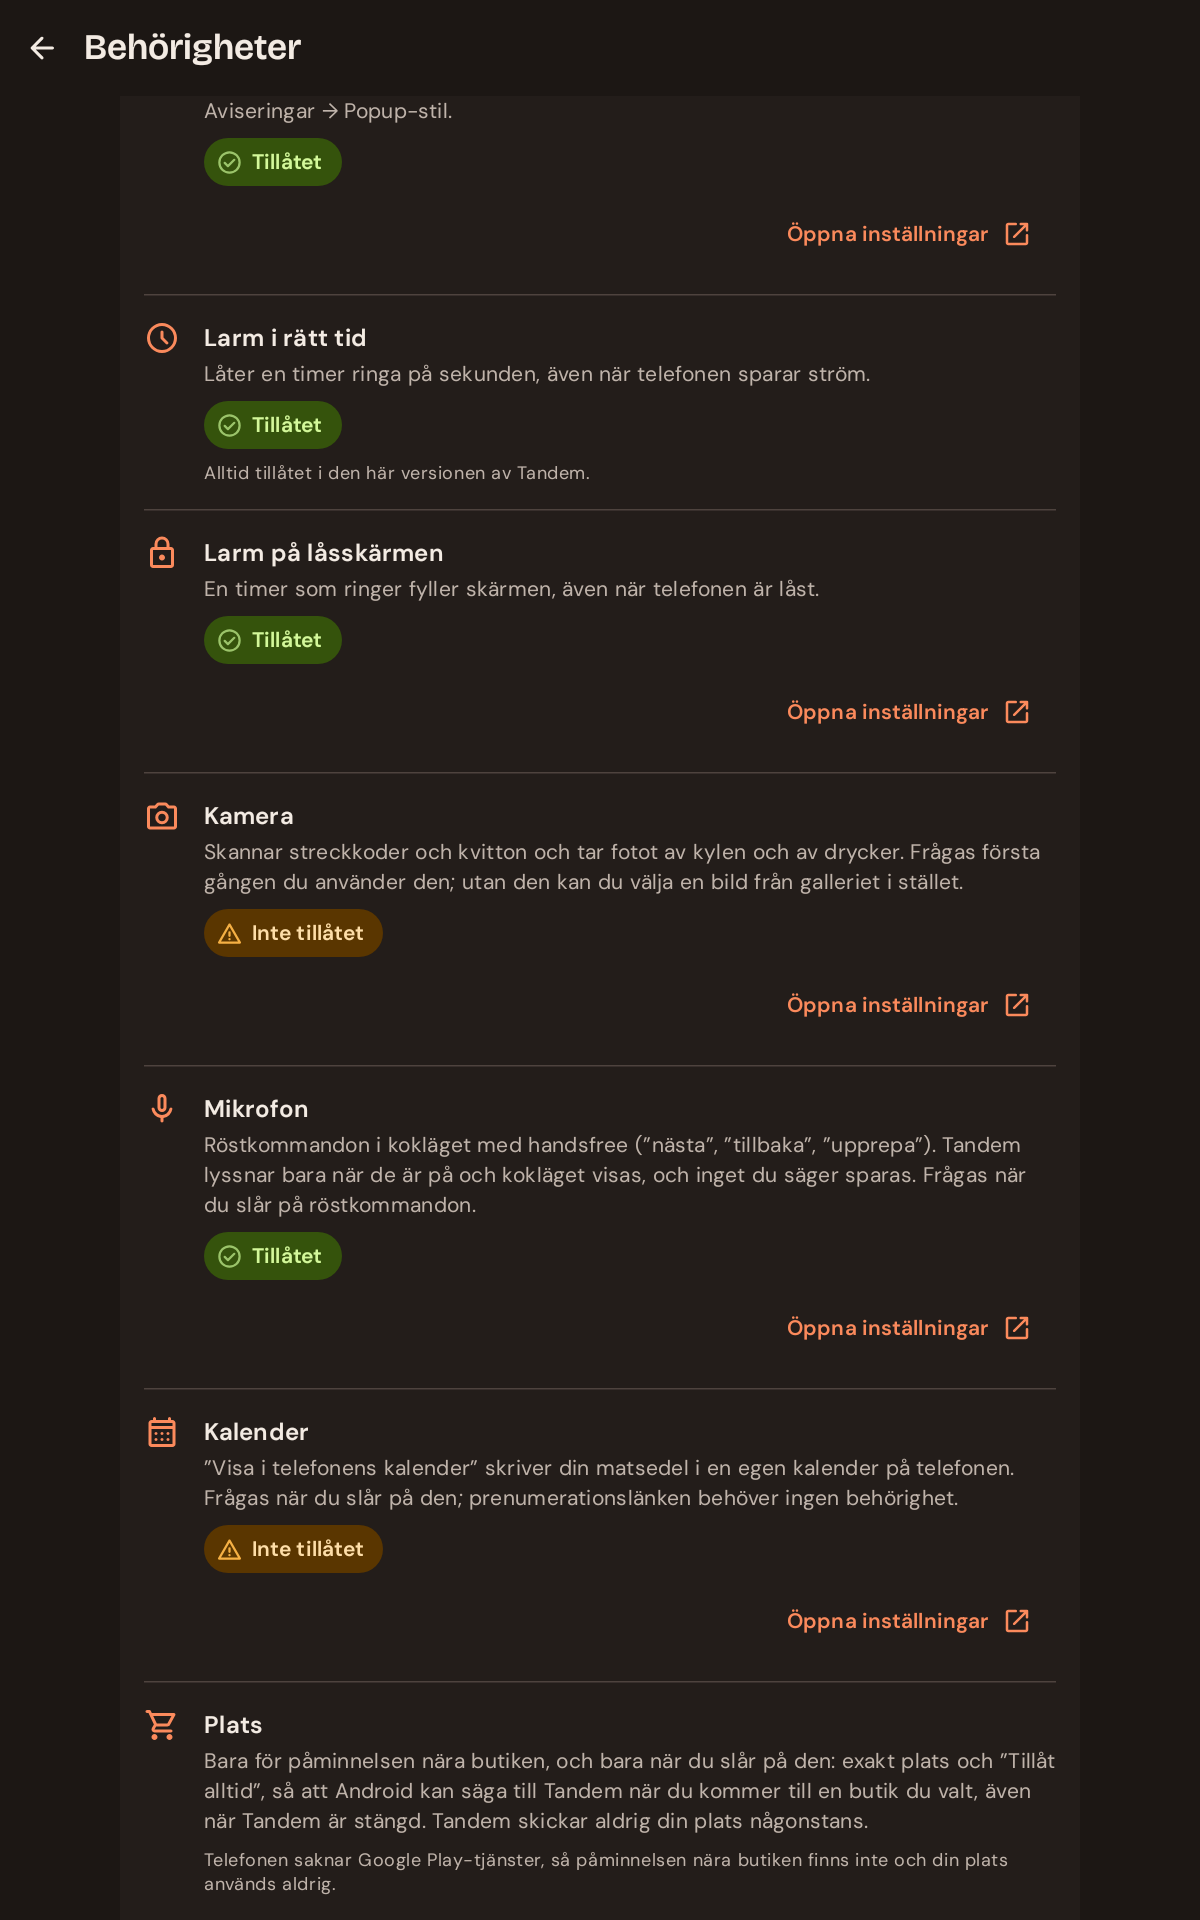 Behörigheter
Aviseringar → Popup-stil.
Tillåtet
Öppna inställningar
Larm i rätt tid
Låter en timer ringa på sekunden, även när telefonen sparar ström.
Tillåtet
Alltid tillåtet i den här versionen av Tandem.
Larm på låsskärmen
En timer som ringer fyller skärmen, även när telefonen är låst.
Tillåtet
Öppna inställningar
Kamera
Skannar streckkoder och kvitton och tar fotot av kylen och av drycker. Frågas första
gången du använder den; utan den kan du välja en bild från galleriet i stället.
Inte tillåtet
Öppna inställningar
Mikrofon
Röstkommandon i kokläget med handsfree (”nästa”, ”tillbaka”, ”upprepa”). Tandem
lyssnar bara när de är på och kokläget visas, och inget du säger sparas. Frågas när
du slår på röstkommandon.
Tillåtet
Öppna inställningar
Kalender
”Visa i telefonens kalender” skriver din matsedel i en egen kalender på telefonen.
Frågas när du slår på den; prenumerationslänken behöver ingen behörighet.
Inte tillåtet
Öppna inställningar
Plats
Bara för påminnelsen nära butiken, och bara när du slår på den: exakt plats och ”Tillåt
alltid”, så att Android kan säga till Tandem när du kommer till en butik du valt, även
när Tandem är stängd. Tandem skickar aldrig din plats någonstans.
Telefonen saknar Google Play-tjänster, så påminnelsen nära butiken finns inte och din plats
används aldrig.